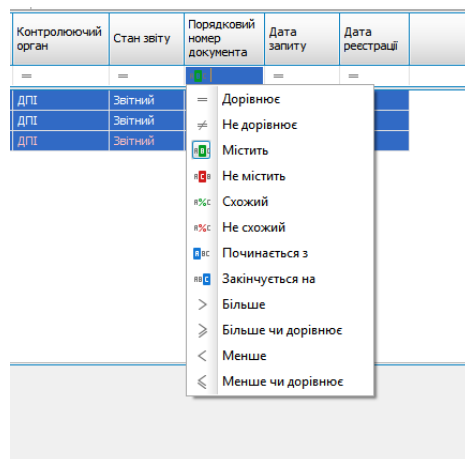 Контролюючий орган
Стан звіту
Порядковий номер документа
Дата запиту
Дата реєстрації
= = = =
ДПІ Звітний
ДПІ Звітний
ДПІ Звітний
= Дорівнює
≠ Не дорівнює
Містить
Не містить
Схожий
Не схожий
Починається з
Закінчується на
> Більше
⩾ Більше чи дорівнює
< Менше
⩽ Менше чи дорівнює